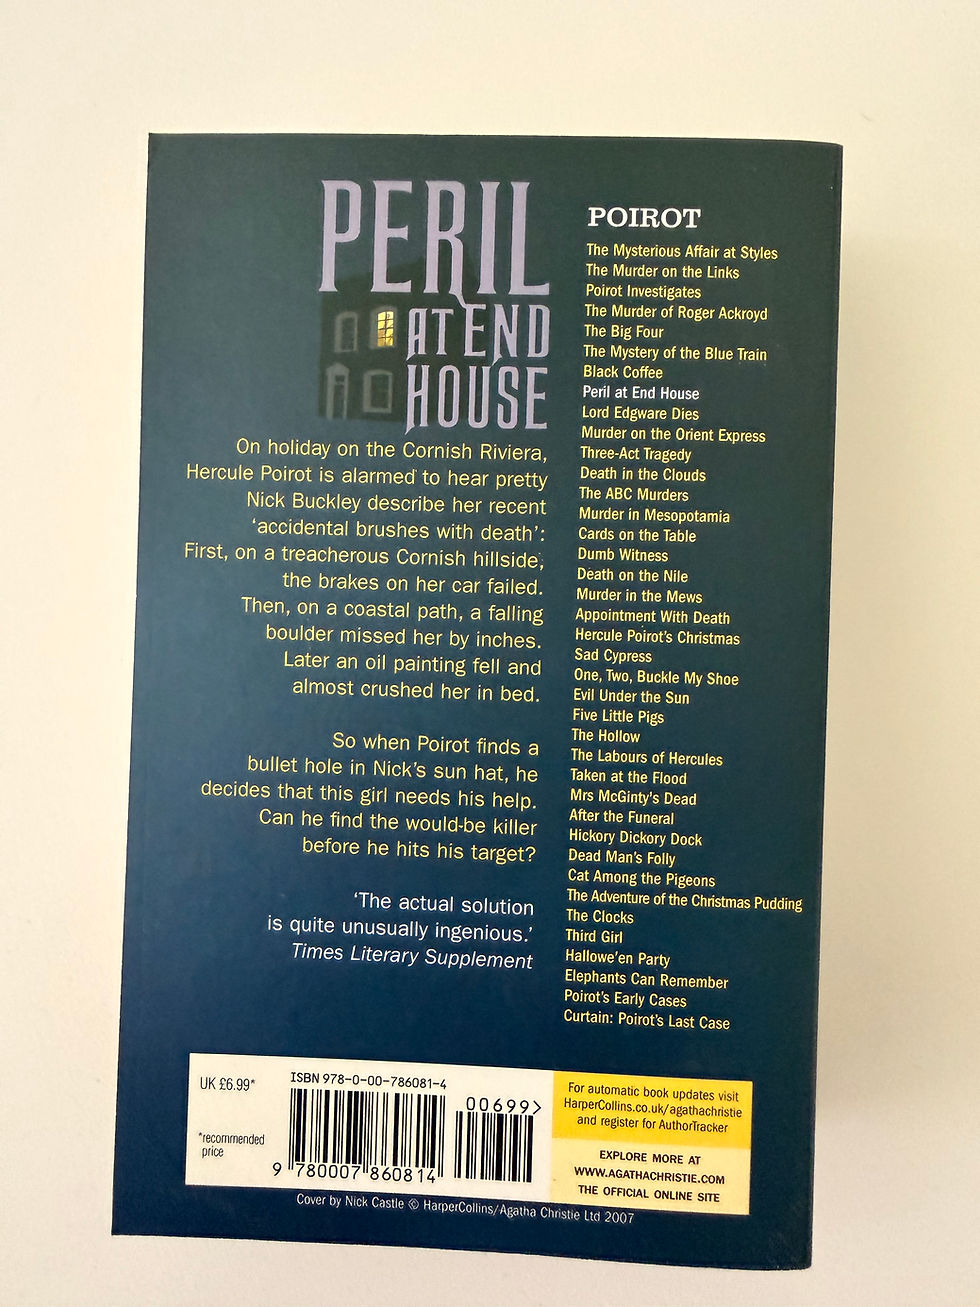 PERIL
AT END
HOUSE
On holiday on the Cornish Riviera,
Hercule Poirot is alarmed to hear pretty
Nick Buckley describe her recent
‘accidental brushes with death’:
First, on a treacherous Cornish hillside,
the brakes on her car failed.
Then, on a coastal path, a falling
boulder missed her by inches.
Later an oil painting fell and
almost crushed her in bed.
So when Poirot finds a
bullet hole in Nick’s sun hat, he
decides that this girl needs his help.
Can he find the would-be killer
before he hits his target?
‘The actual solution
is quite unusually ingenious.’
Times Literary Supplement
POIROT
The Mysterious Affair at Styles
The Murder on the Links
Poirot Investigates
The Murder of Roger Ackroyd
The Big Four
The Mystery of the Blue Train
Black Coffee
Peril at End House
Lord Edgware Dies
Murder on the Orient Express
Three-Act Tragedy
Death in the Clouds
The ABC Murders
Murder in Mesopotamia
Cards on the Table
Dumb Witness
Death on the Nile
Murder in the Mews
Appointment With Death
Hercule Poirot’s Christmas
Sad Cypress
One, Two, Buckle My Shoe
Evil Under the Sun
Five Little Pigs
The Hollow
The Labours of Hercules
Taken at the Flood
Mrs McGinty’s Dead
After the Funeral
Hickory Dickory Dock
Dead Man’s Folly
Cat Among the Pigeons
The Adventure of the Christmas Pudding
The Clocks
Third Girl
Hallowe’en Party
Elephants Can Remember
Poirot’s Early Cases
Curtain: Poirot’s Last Case
UK £6.99*
*recommended
price
ISBN 978-0-00-786081-4
00699>
9 780007 860814
For automatic book updates visit
HarperCollins.co.uk/agathachristie
and register for AuthorTracker
EXPLORE MORE AT
WWW.AGATHACHRISTIE.COM
THE OFFICIAL ONLINE SITE
Cover by Nick Castle © HarperCollins/Agatha Christie Ltd 2007